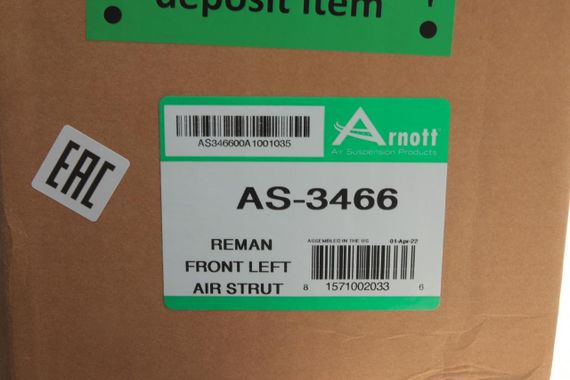 deposit item
EAC
AS346600A1001035
Arnott
Air Suspension Products
AS-3466
REMAN
FRONT LEFT
AIR STRUT
ASSEMBLED IN THE US 01-Apr-22
8 1571002033 6